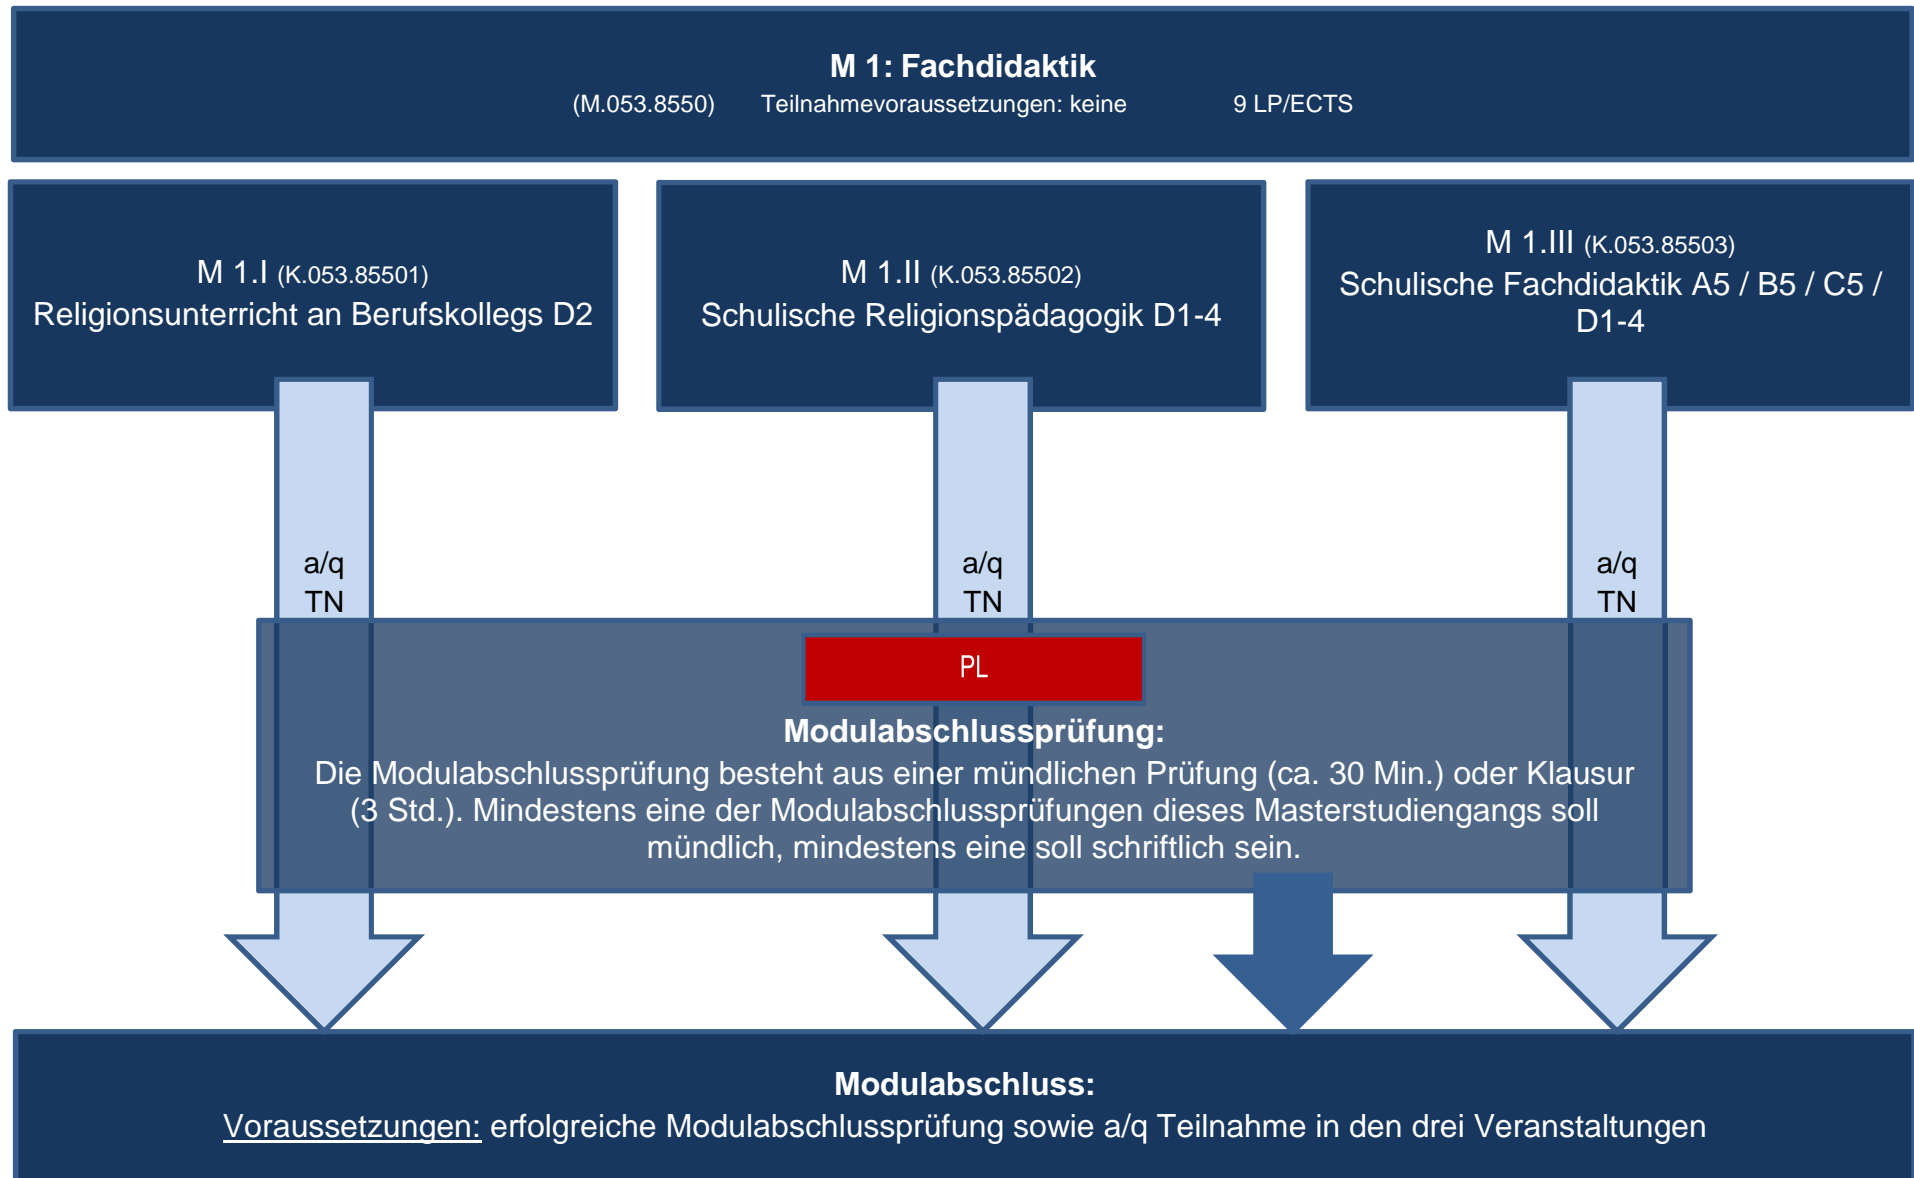 M 1: Fachdidaktik
(M.053.8550) Teilnahmevoraussetzungen: keine 9 LP/ECTS
M 1.I (K.053.85501)
Religionsunterricht an Berufskollegs D2
M 1.II (K.053.85502)
Schulische Religionspädagogik D1-4
M 1.III (K.053.85503)
Schulische Fachdidaktik A5 / B5 / C5 /
D1-4
a/q
TN
a/q
TN
a/q
TN
PL
Modulabschlussprüfung:
Die Modulabschlussprüfung besteht aus einer mündlichen Prüfung (ca. 30 Min.) oder Klausur
(3 Std.). Mindestens eine der Modulabschlussprüfungen dieses Masterstudiengangs soll
mündlich, mindestens eine soll schriftlich sein.
Modulabschluss:
Voraussetzungen: erfolgreiche Modulabschlussprüfung sowie a/q Teilnahme in den drei Veranstaltungen